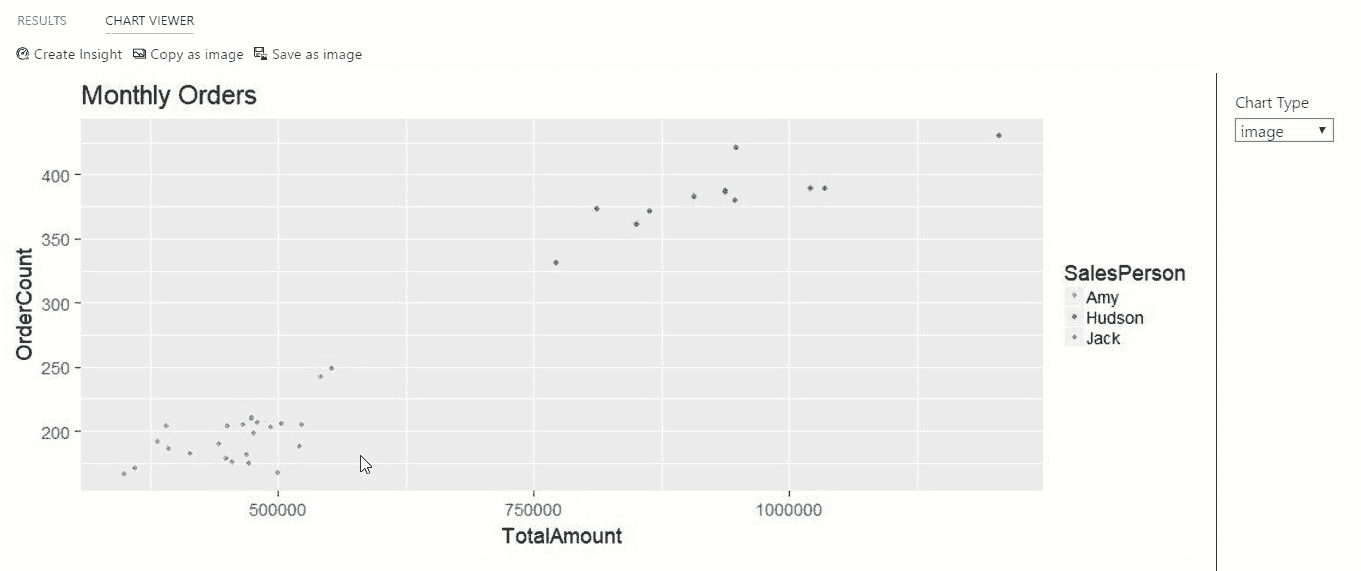 RESULTS CHART VIEWER
Create Insight Copy as image Save as image
Monthly Orders
Chart Type
image
400
350
300
250
200
OrderCount
SalesPerson
Amy
Hudson
Jack
500000 750000 1000000
TotalAmount